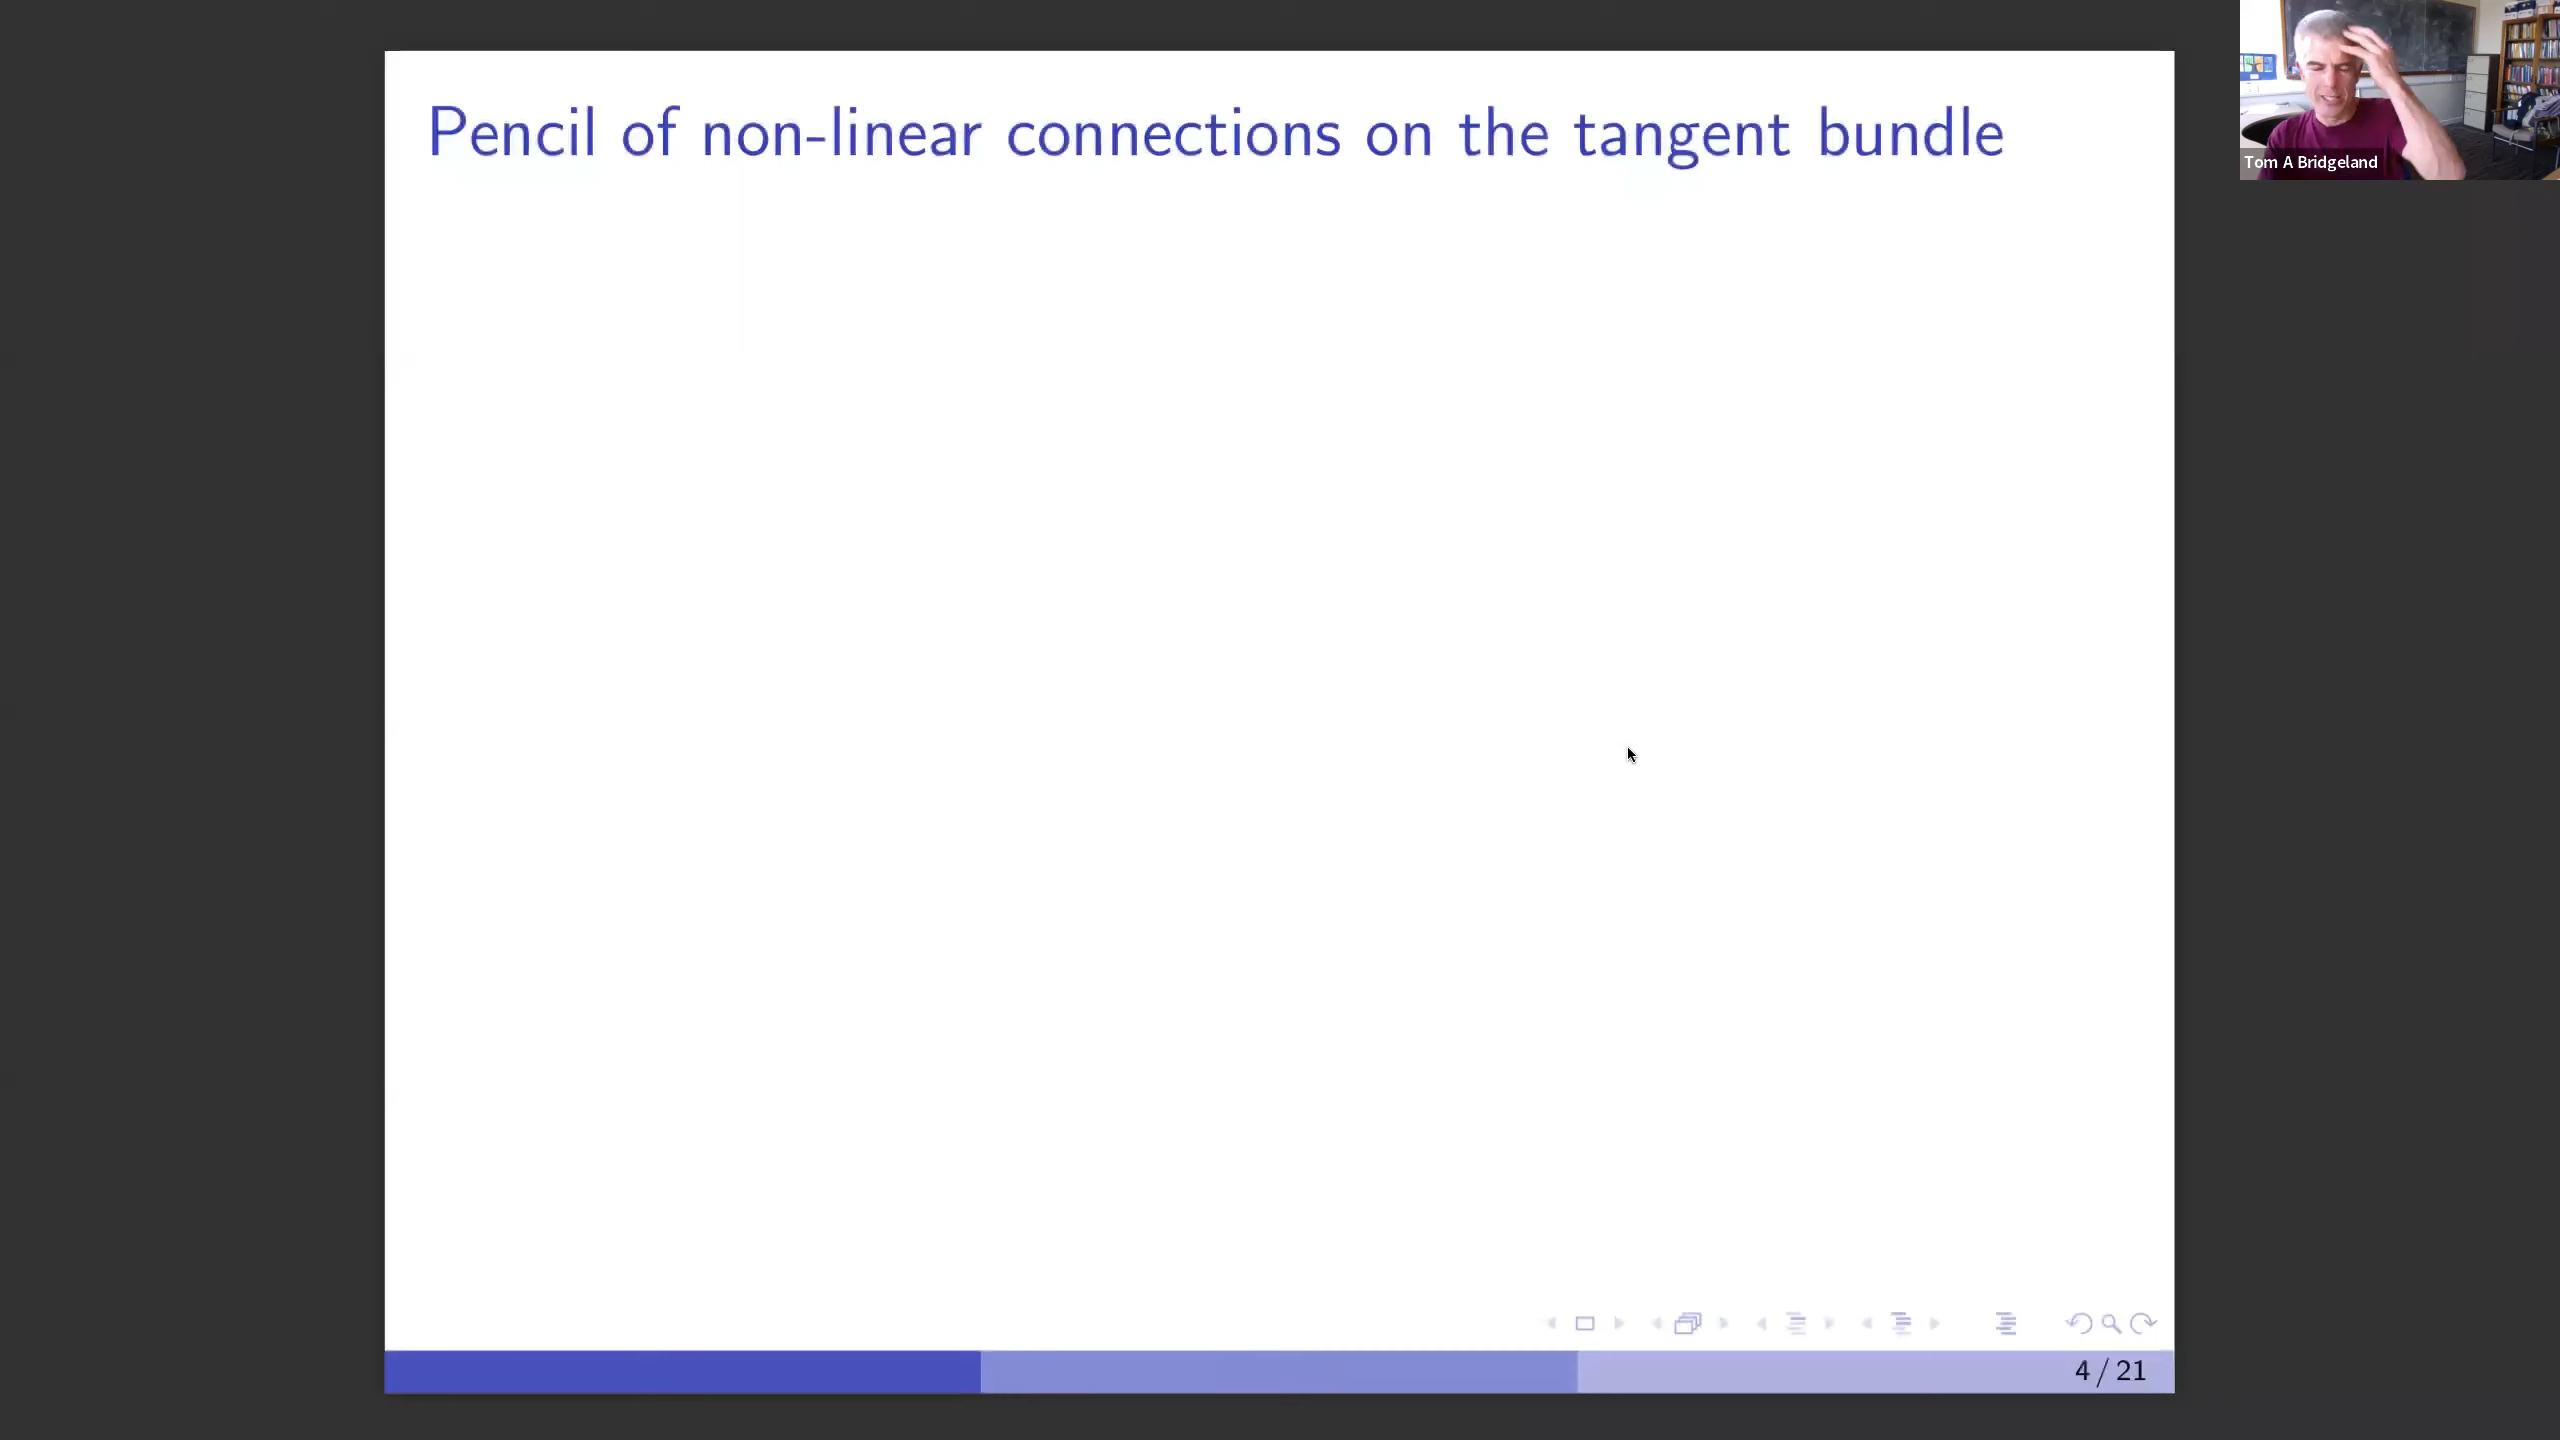 Pencil of non-linear connections on the tangent bundle
Tom A Bridgeland
4 / 21